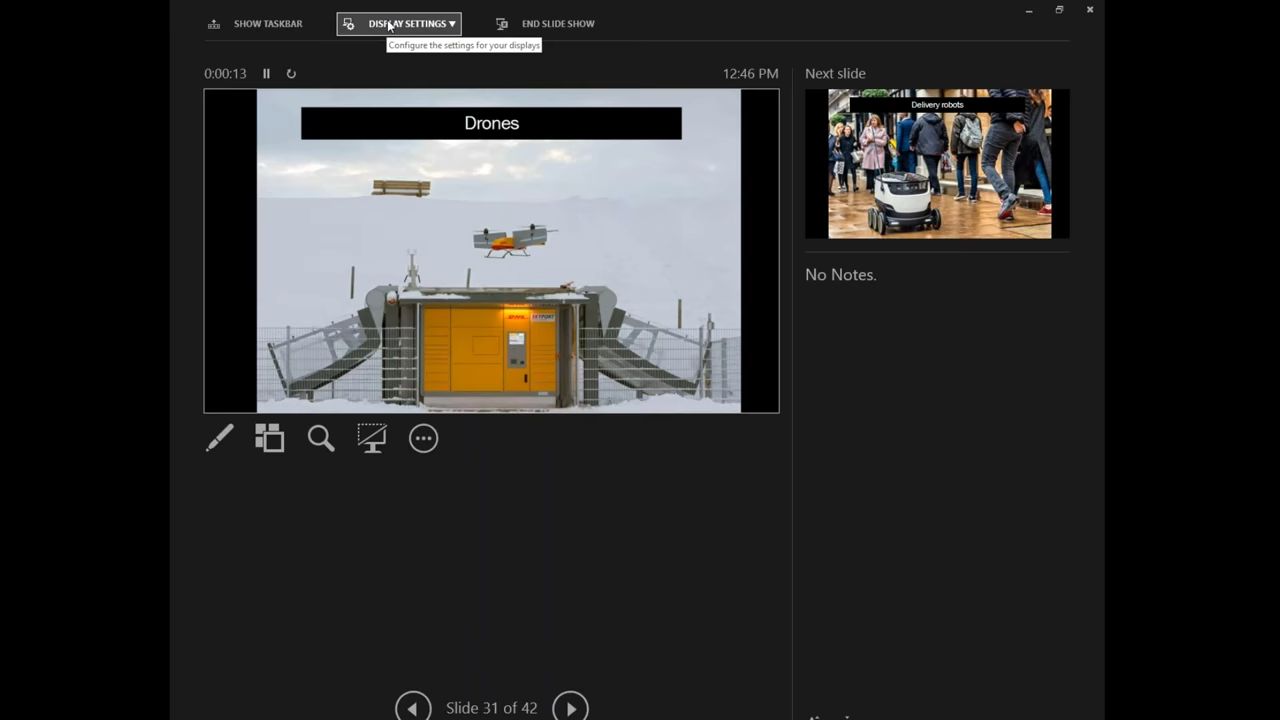 SHOW TASKBAR
DISPLAY SETTINGS ▼
END SLIDE SHOW
Configure the settings for your displays
0:00:13
12:46 PM
Next slide
Drones
Delivery robots
No Notes.
Slide 31 of 42